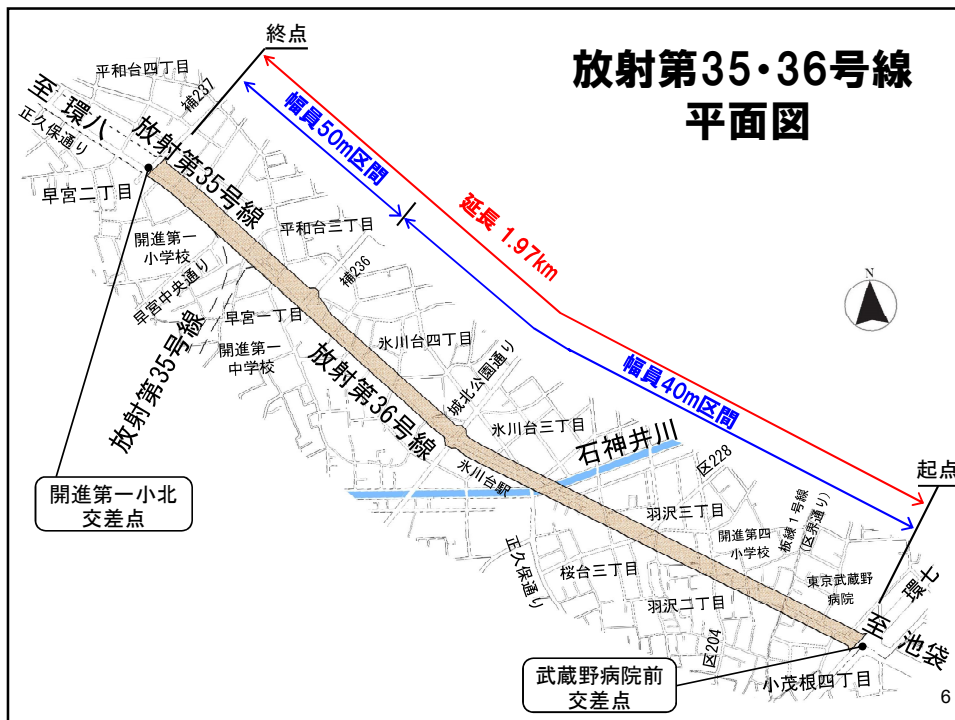 放射第35・36号線
平面図
終点
平和台四丁目
補237
至 環八
正久保通り
放射第35号線
幅員50m区間
延長 1.97km
早宮二丁目
開進第一
小学校
平和台三丁目
早宮中央通り
補236
N
早宮一丁目
放射第35号線
開進第一
中学校
氷川台四丁目
放射第36号線
城北公園通り
幅員40m区間
氷川台三丁目
石神井川
氷川台駅
区228
起点
開進第一小北
交差点
羽沢三丁目
開進第四
小学校
板線1号線
(区界通り)
正久保通り
桜台三丁目
東京武蔵野
病院
環七
羽沢二丁目
区204
至 池袋
武蔵野病院前
交差点
小茂根四丁目
6